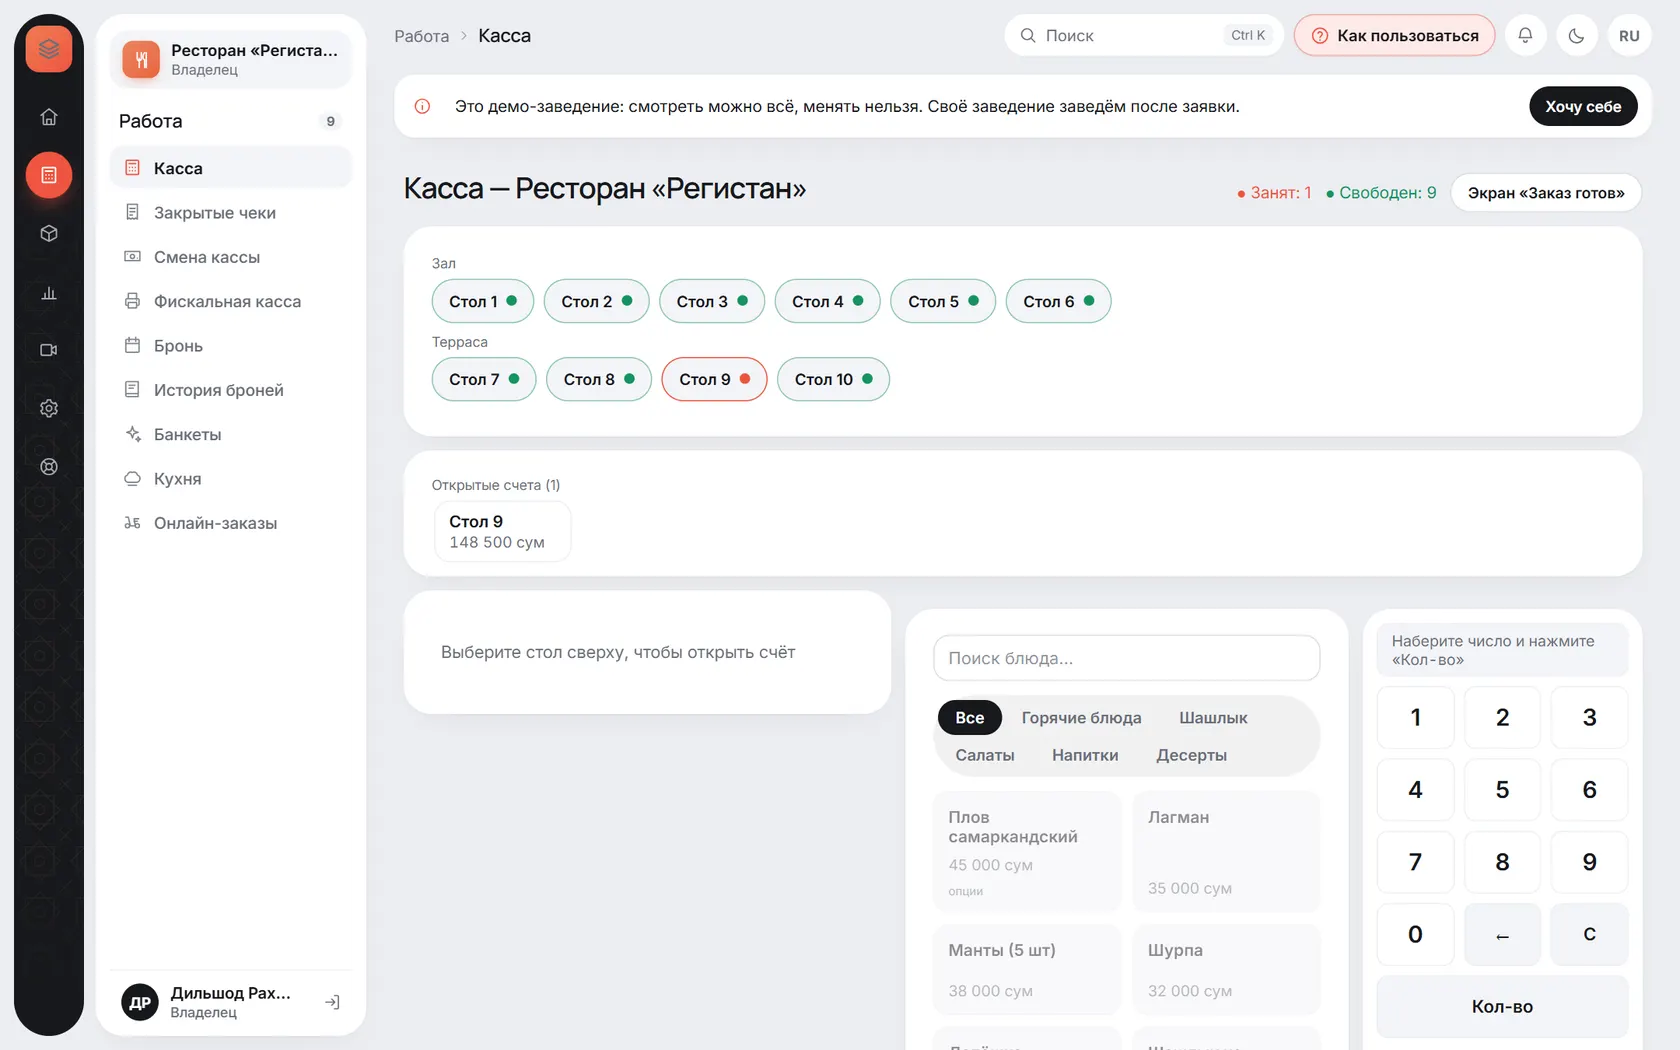 Ресторан «Региста...
Владелец
Работа
9
Касса
Закрытые чеки
Смена кассы
Фискальная касса
Бронь
История броней
Банкеты
Кухня
Онлайн-заказы
ДР
Дильшод Рах...
Владелец
Работа > Касса
Поиск
Ctrl K
Как пользоваться
RU
Это демо-заведение: смотреть можно всё, менять нельзя. Своё заведение заведём после заявки.
Хочу себе
Касса — Ресторан «Регистан»
Занят: 1
Свободен: 9
Экран «Заказ готов»
Зал
Стол 1
Стол 2
Стол 3
Стол 4
Стол 5
Стол 6
Терраса
Стол 7
Стол 8
Стол 9
Стол 10
Открытые счета (1)
Стол 9
148 500 сум
Выберите стол сверху, чтобы открыть счёт
Поиск блюда...
Все
Горячие блюда
Шашлык
Салаты
Напитки
Десерты
Плов
самаркандский
45 000 сум
опции
Лагман
35 000 сум
Манты (5 шт)
38 000 сум
Шурпа
32 000 сум
Наберите число и нажмите
«Кол-во»
1
2
3
4
5
6
7
8
9
0
←
C
Кол-во